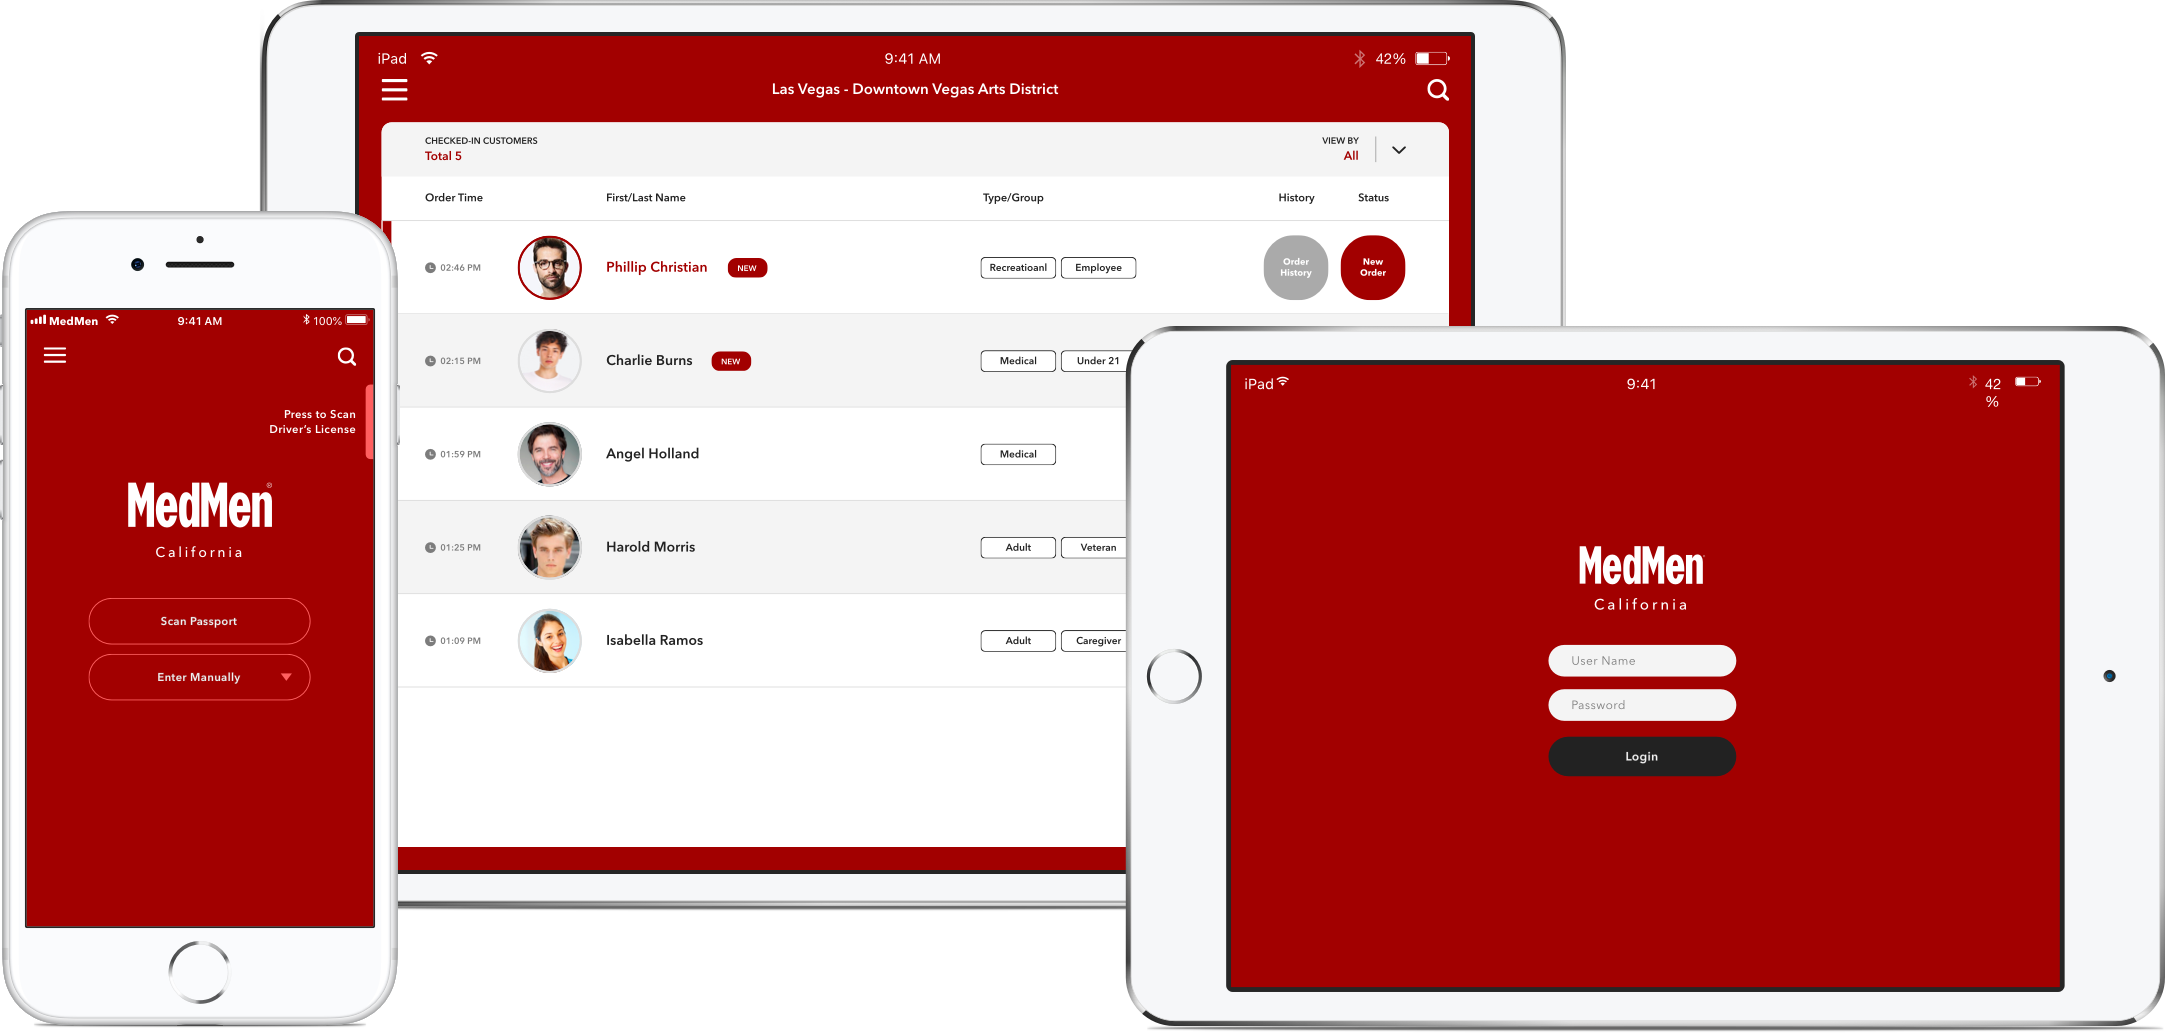 iPad
9:41 AM
42%
Las Vegas - Downtown Vegas Arts District
CHECKED-IN CUSTOMERS
Total 5
VIEW BY
All
Order Time
First/Last Name
Type/Group
History
Status
02:46 PM
Phillip Christian
NEW
Recreatioanl
Employee
Order
History
New
Order
02:15 PM
Charlie Burns
NEW
Medical
Under 21
01:59 PM
Angel Holland
Medical
01:25 PM
Harold Morris
Adult
Veteran
01:09 PM
Isabella Ramos
Adult
Caregiver
MedMen
9:41 AM
100%
Press to Scan
Driver's License
MedMen®
California
Scan Passport
Enter Manually
iPad
9:41
42
%
MedMen
California
User Name
Password
Login